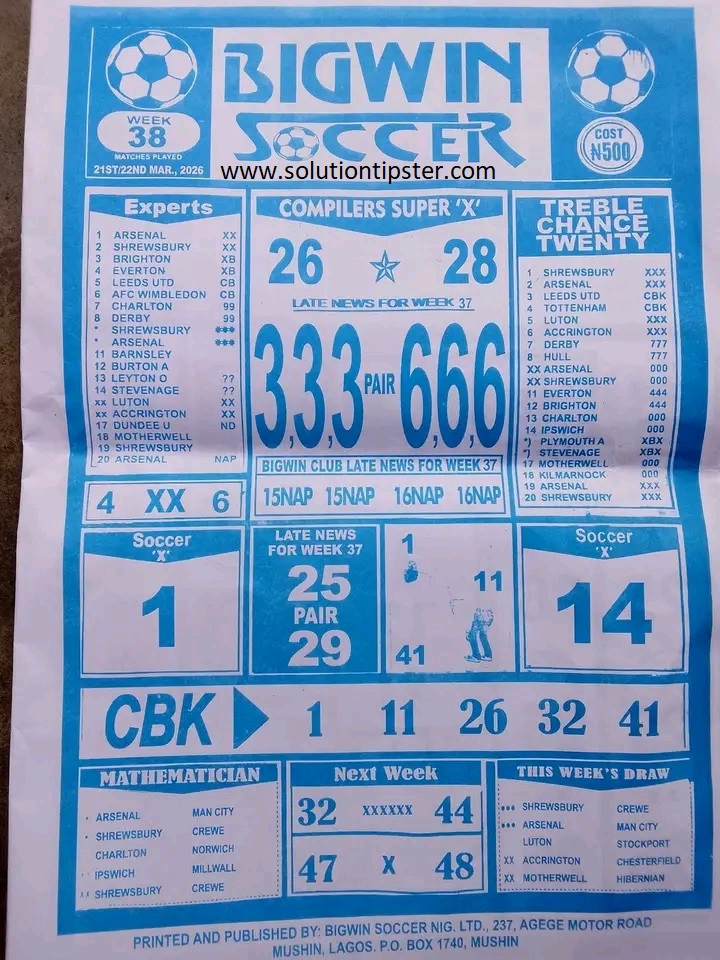 BIGWIN
SOCCER
WEEK
38
MATCHES PLAYED
21ST/22ND MAR., 2026
COST
₦500
www.solutiontipster.com
Experts
1 ARSENAL XX
2 SHREWSBURY XX
3 BRIGHTON XB
4 EVERTON XB
5 LEEDS UTD CB
6 AFC WIMBLEDON CB
7 CHARLTON 99
8 DERBY 99
* SHREWSBURY ***
* ARSENAL ***
11 BARNSLEY
12 BURTON A
13 LEYTON O ??
14 STEVENAGE ??
xx LUTON XX
xx ACCRINGTON XX
17 DUNDEE U ND
18 MOTHERWELL
19 SHREWSBURY
20 ARSENAL NAP
4 XX 6
COMPILERS SUPER 'X'
26 28
LATE NEWS FOR WEEK 37
3,3,3 PAIR 6,6,6
BIGWIN CLUB LATE NEWS FOR WEEK 37
15NAP 15NAP 16NAP 16NAP
TREBLE
CHANCE
TWENTY
1 SHREWSBURY XXX
2 ARSENAL XXX
3 LEEDS UTD CBK
4 TOTTENHAM CBK
5 LUTON XXX
6 ACCRINGTON XXX
7 DERBY 777
8 HULL 777
XX ARSENAL 000
XX SHREWSBURY 000
11 EVERTON 444
12 BRIGHTON 444
13 CHARLTON 000
14 IPSWICH 000
*) PLYMOUTH A XBX
*) STEVENAGE XBX
17 MOTHERWELL 000
18 KILMARNOCK 000
19 ARSENAL XXX
20 SHREWSBURY XXX
Soccer
'X'
1
LATE NEWS
FOR WEEK 37
25
PAIR
29
1
11
41
Soccer
'X'
14
CBK 1 11 26 32 41
MATHEMATICIAN
ARSENAL MAN CITY
SHREWSBURY CREWE
CHARLTON NORWICH
IPSWICH MILLWALL
SHREWSBURY CREWE
Next Week
32 XXXXXX 44
47 X 48
THIS WEEK'S DRAW
*** SHREWSBURY CREWE
*** ARSENAL MAN CITY
LUTON STOCKPORT
XX ACCRINGTON CHESTERFIELD
XX MOTHERWELL HIBERNIAN
PRINTED AND PUBLISHED BY: BIGWIN SOCCER NIG. LTD., 237, AGEGE MOTOR ROAD
MUSHIN, LAGOS. P.O. BOX 1740, MUSHIN